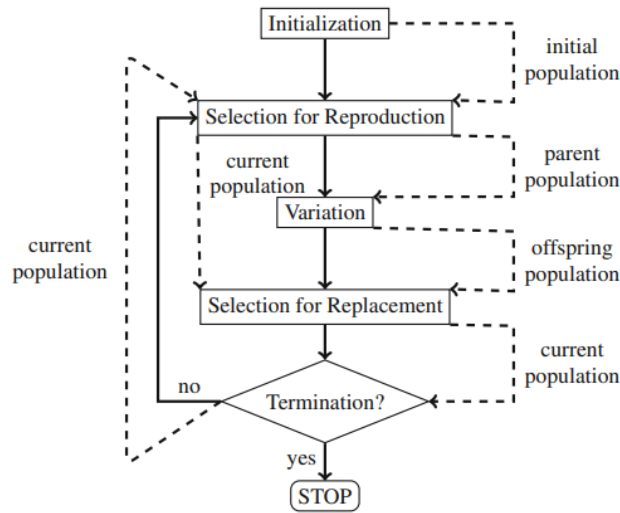 Initialization
initial
population
Selection for Reproduction
current
population
parent
population
Variation
current
population
offspring
population
Selection for Replacement
current
population
no
Termination?
yes
STOP